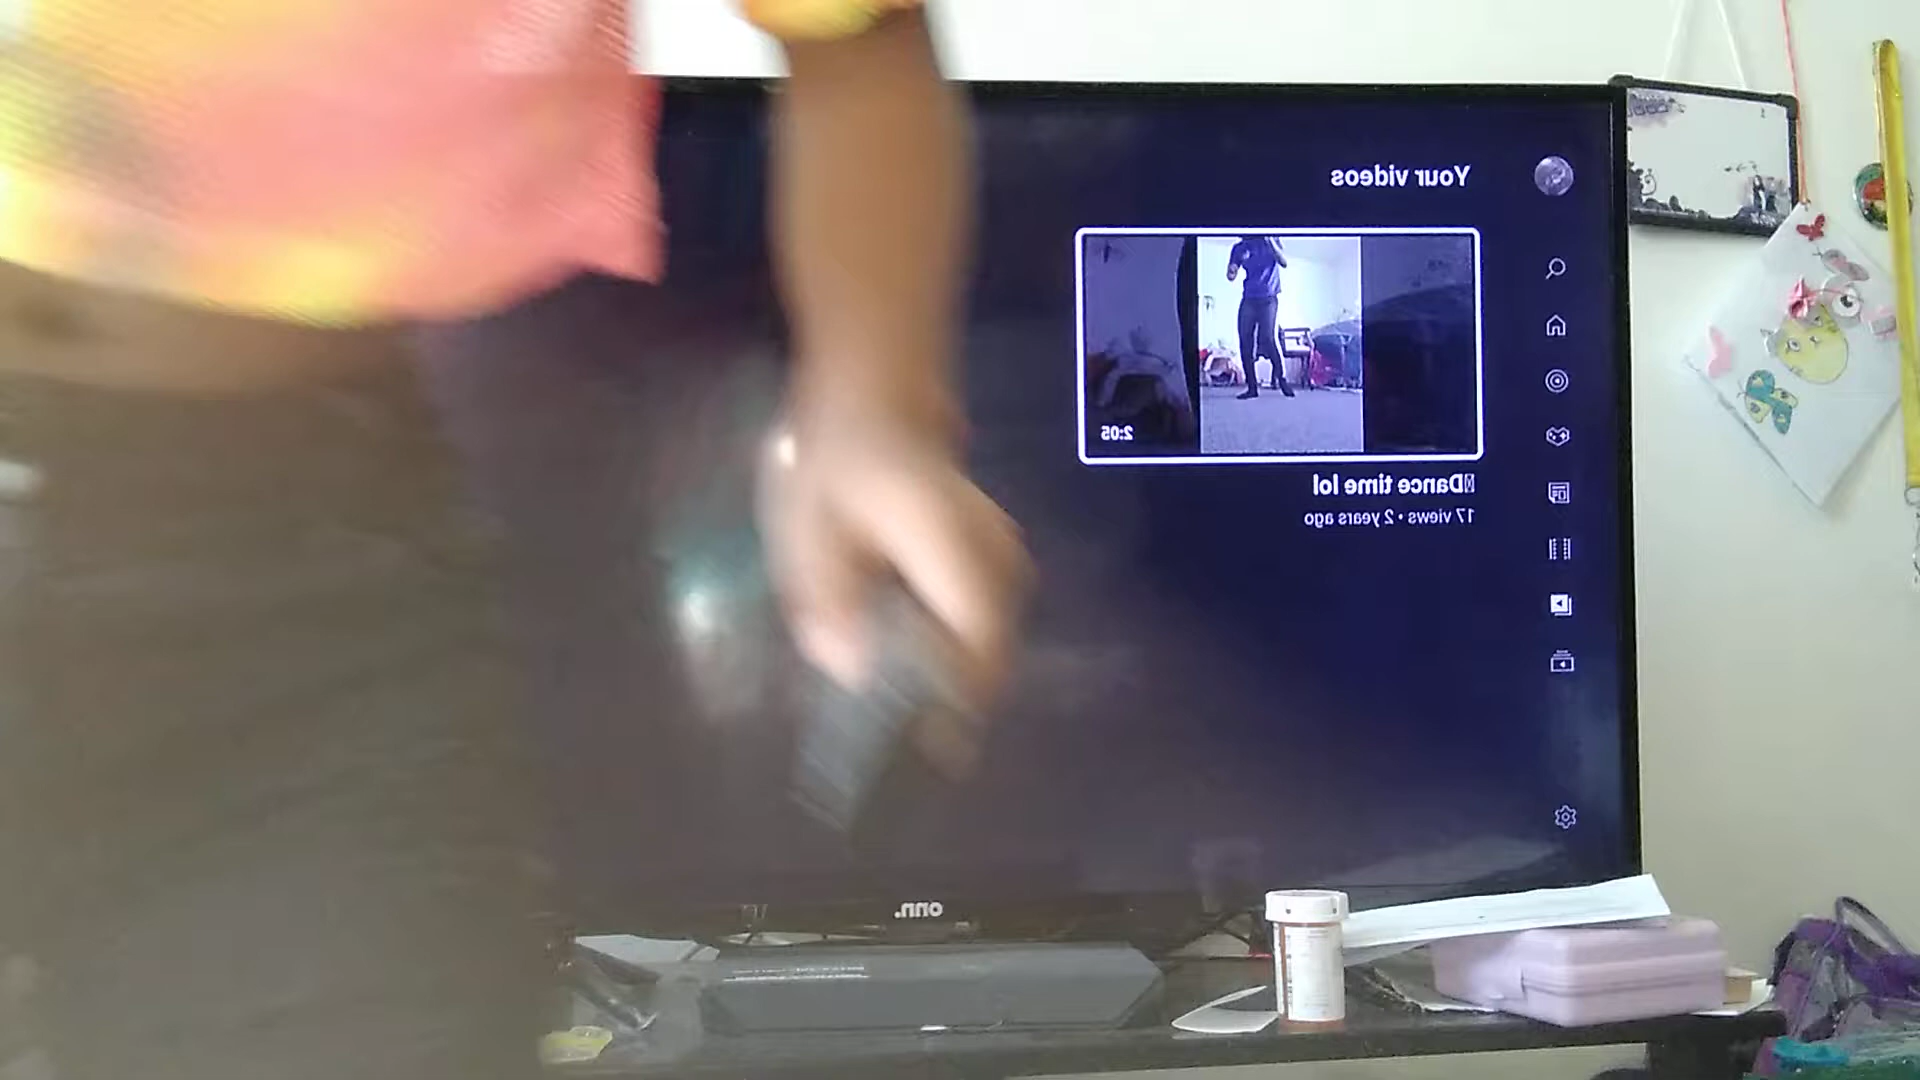 Your videos
2:05
Dance time lol
17 views • 2 years ago
onn.